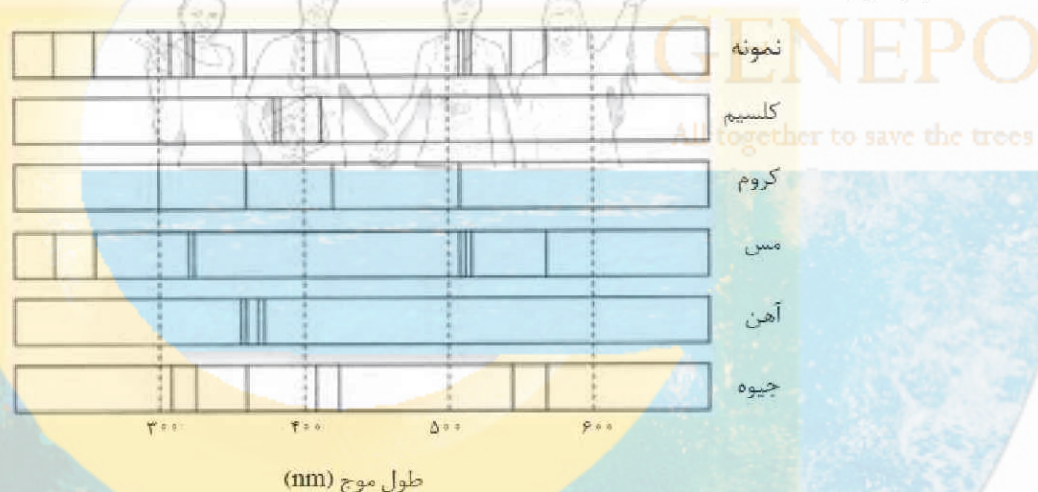 GENEPO
نمونه
All together to save the trees
کلسیم
کروم
مس
آهن
جیوه
۳۰۰ ۴۰۰ ۵۰۰ ۶۰۰
طول موج (nm)